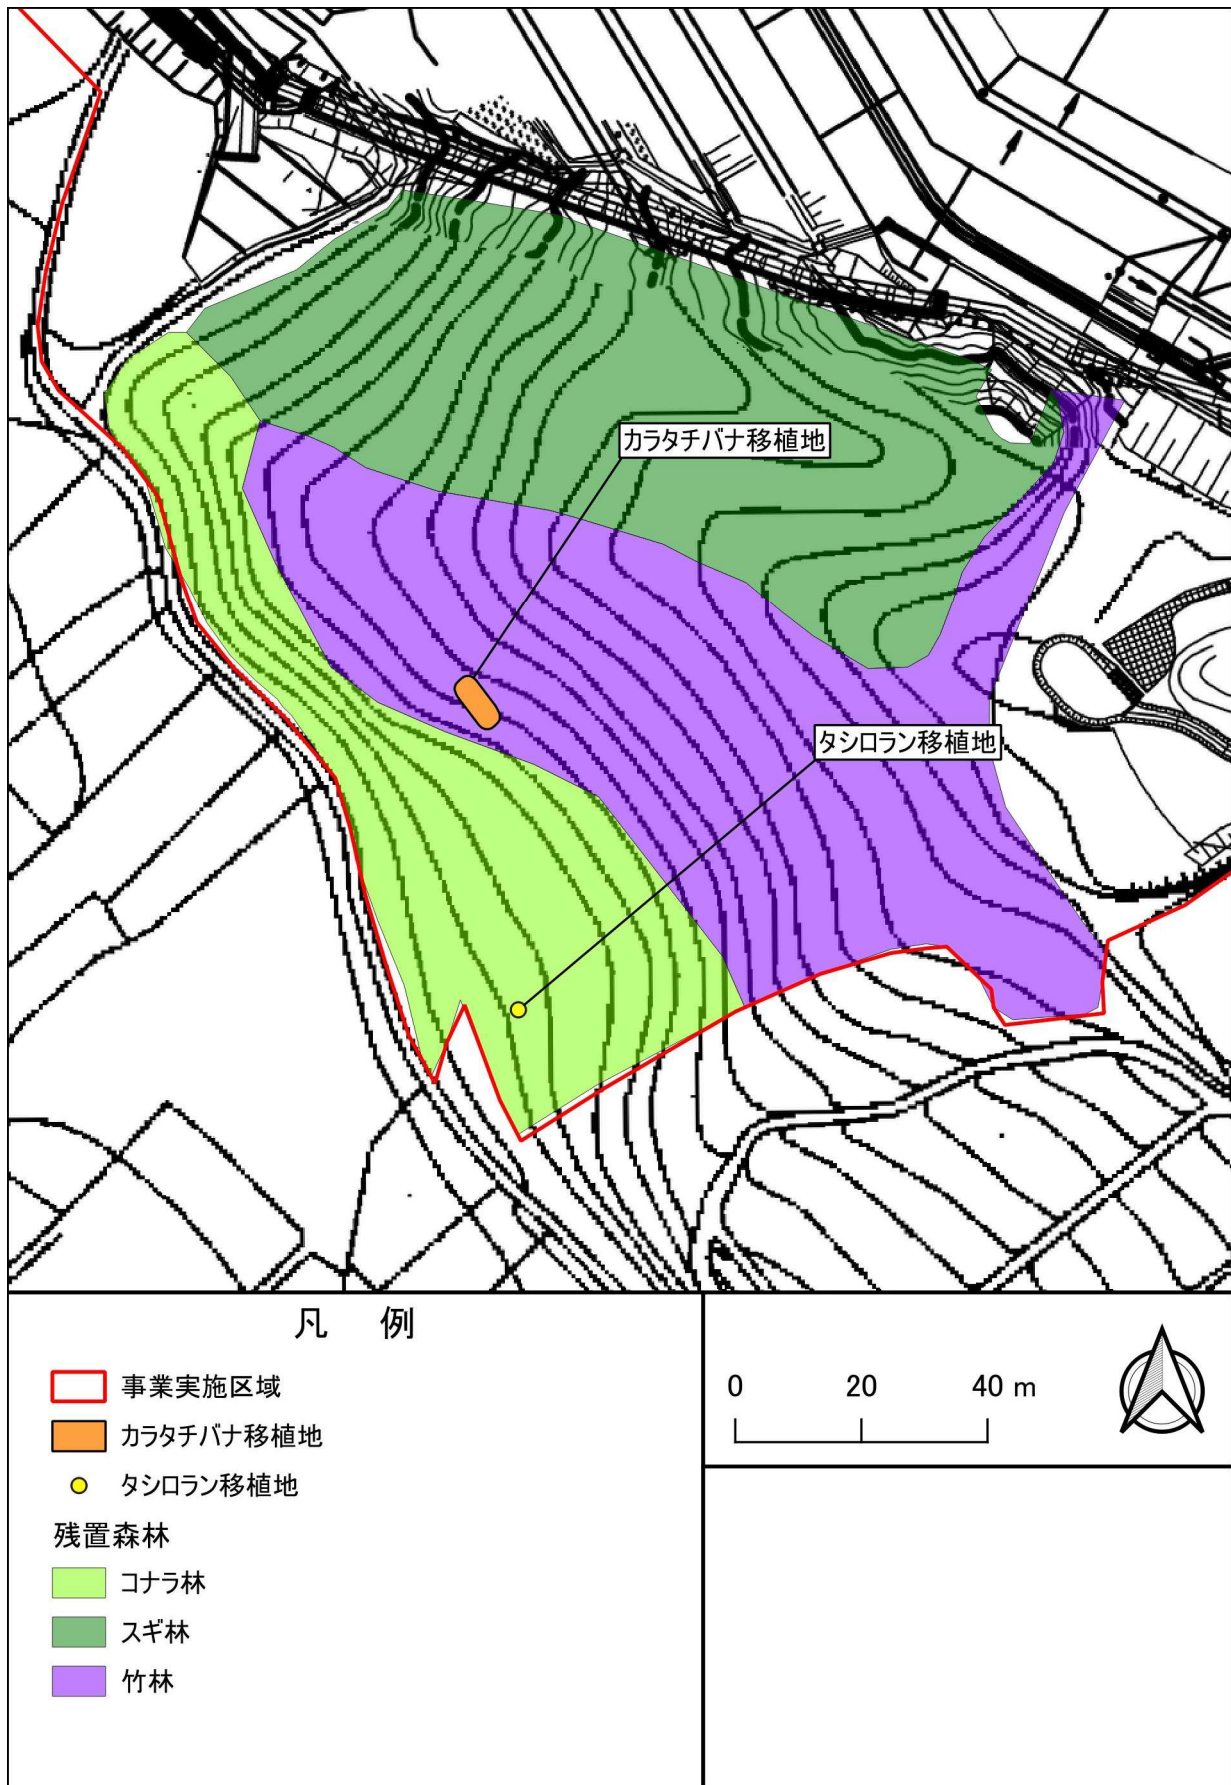 カラタチバナ移植地
タシロラン移植地
凡 例
事業実施区域
カラタチバナ移植地
タシロラン移植地
残置森林
コナラ林
スギ林
竹林
0 20 40 m